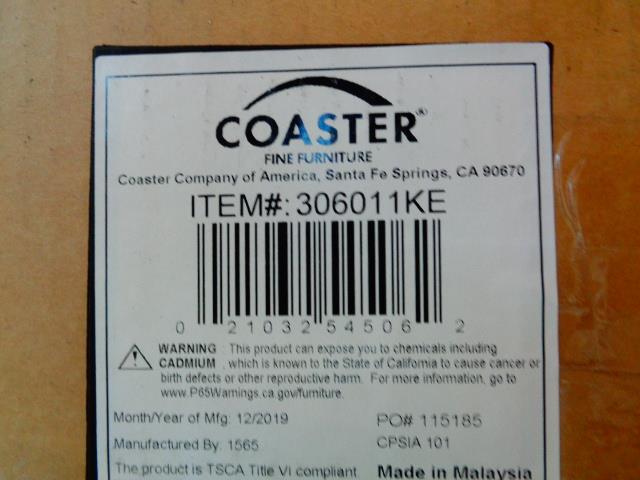 COASTER®
FINE FURNITURE
Coaster Company of America, Santa Fe Springs, CA 90670
ITEM#: 306011KE
0 21032 54506 2
WARNING : This product can expose you to chemicals including
CADMIUM , which is known to the State of California to cause cancer or
birth defects or other reproductive harm. For more information, go to
www.P65Warnings.ca.gov/furniture.
Month/Year of Mfg: 12/2019 PO# 115185
Manufactured By: 1565 CPSIA 101
The product is TSCA Title VI compliant Made in Malaysia